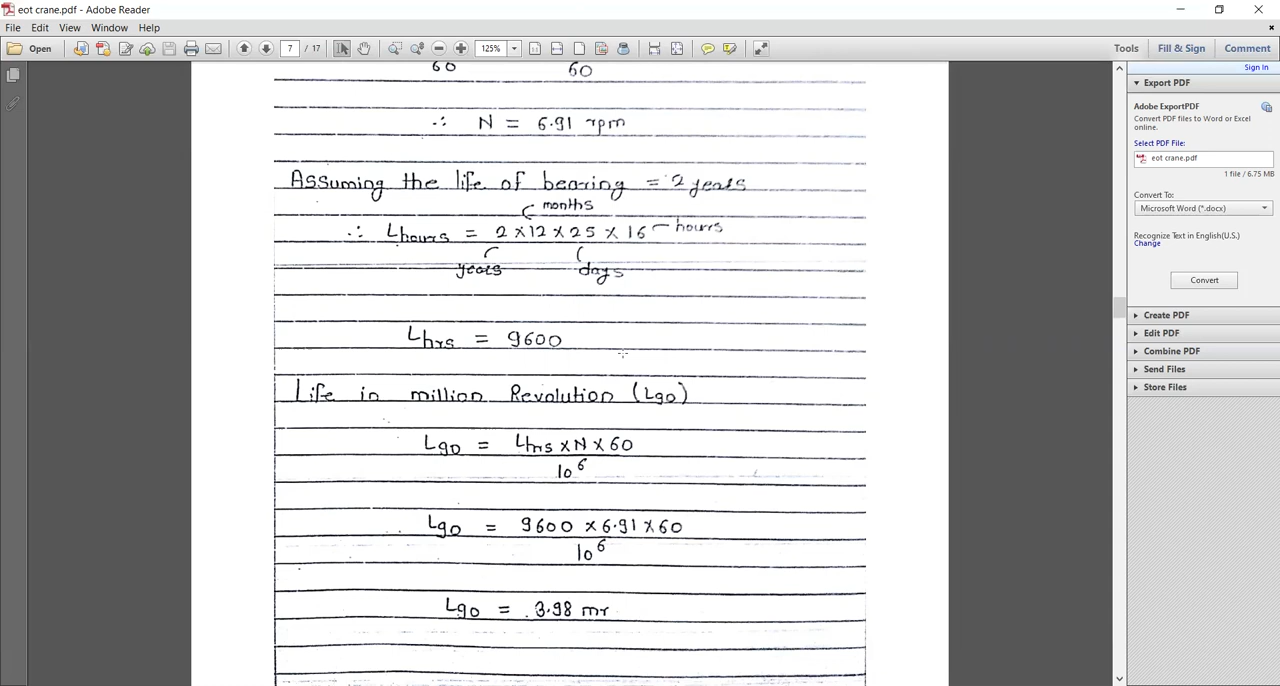 eot crane.pdf - Adobe Reader
File Edit View Window Help
Open 7 / 17 125% Tools Fill & Sign Comment
Sign In
Export PDF
Adobe ExportPDF
Convert PDF files to Word or Excel online.
Select PDF File:
eot crane.pdf
1 file / 6.75 MB
Convert To:
Microsoft Word (*.docx)
Recognize Text in English(U.S.)
Change
Convert
Create PDF
Edit PDF
Combine PDF
Send Files
Store Files
60 60
∴ N = 6.91 rpm
Assuming the life of bearing = 2 years
months
∴ Lhours = 2 × 12 × 25 × 16 hours
years days
Lhrs = 9600
Life in million Revolution (L90)
L90 = Lhrs × N × 60
10^6
L90 = 9600 × 6.91 × 60
10^6
L90 = 3.98 mr